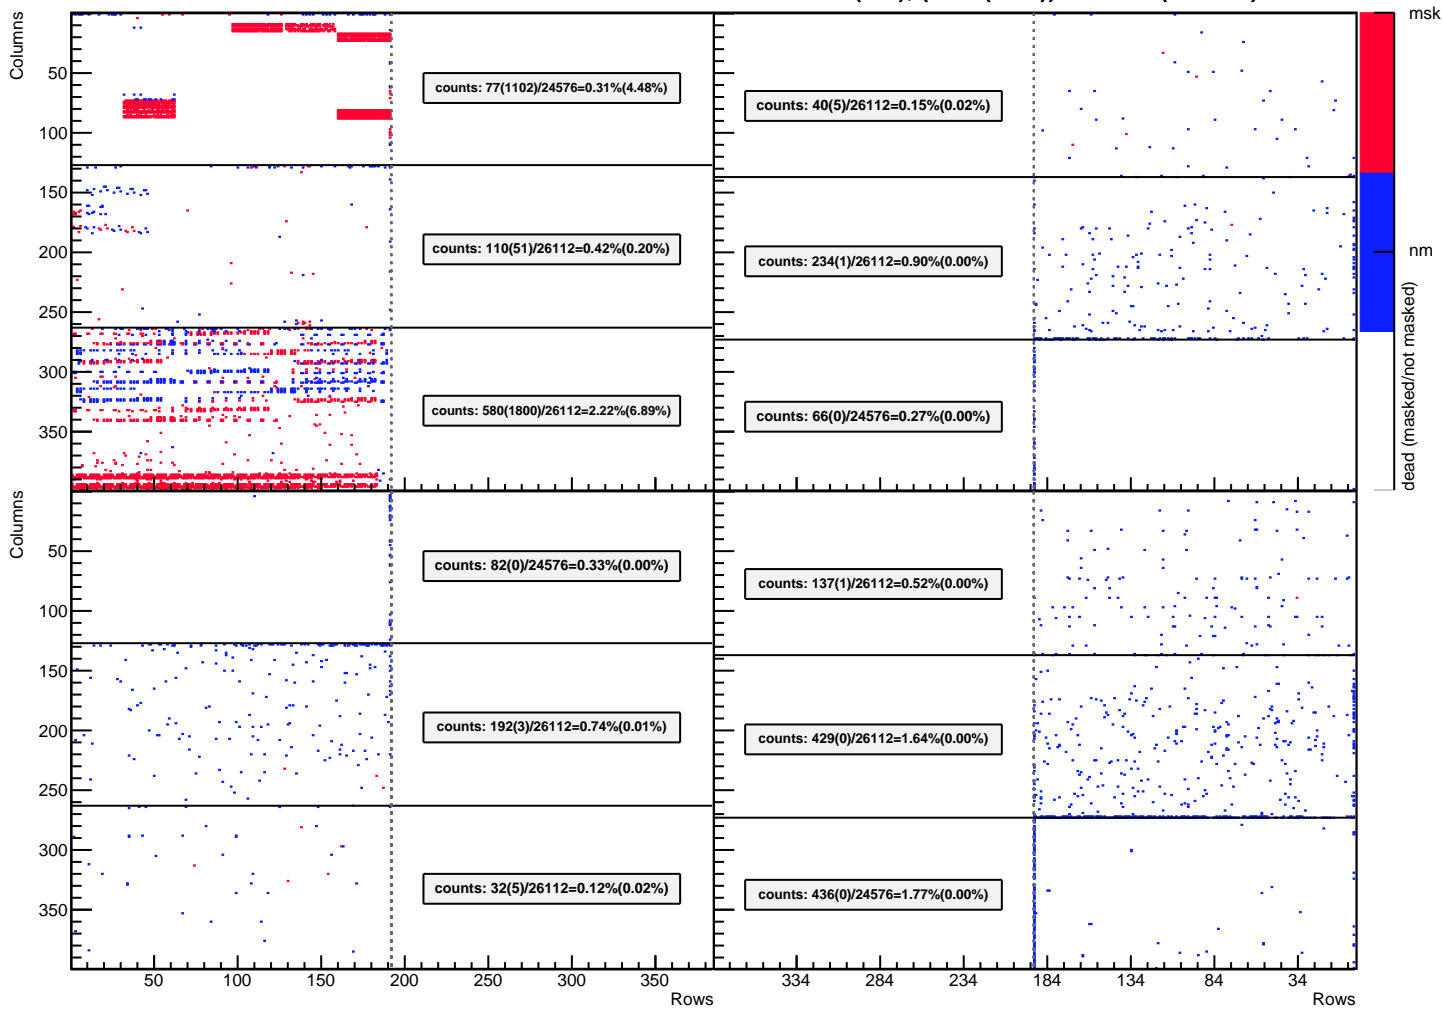 msk
Columns
50
counts: 77(1102)/24576=0.31%(4.48%)
counts: 40(5)/26112=0.15%(0.02%)
100
150
200
counts: 110(51)/26112=0.42%(0.20%)
counts: 234(1)/26112=0.90%(0.00%)
nm
250
300
350
counts: 580(1800)/26112=2.22%(6.89%)
counts: 66(0)/24576=0.27%(0.00%)
dead (masked/not masked)
Columns
50
counts: 82(0)/24576=0.33%(0.00%)
counts: 137(1)/26112=0.52%(0.00%)
100
150
200
counts: 192(3)/26112=0.74%(0.01%)
counts: 429(0)/26112=1.64%(0.00%)
250
300
350
counts: 32(5)/26112=0.12%(0.02%)
counts: 436(0)/24576=1.77%(0.00%)
50 100 150 200 250 300 350
334 284 234 184 134 84 34
Rows
Rows